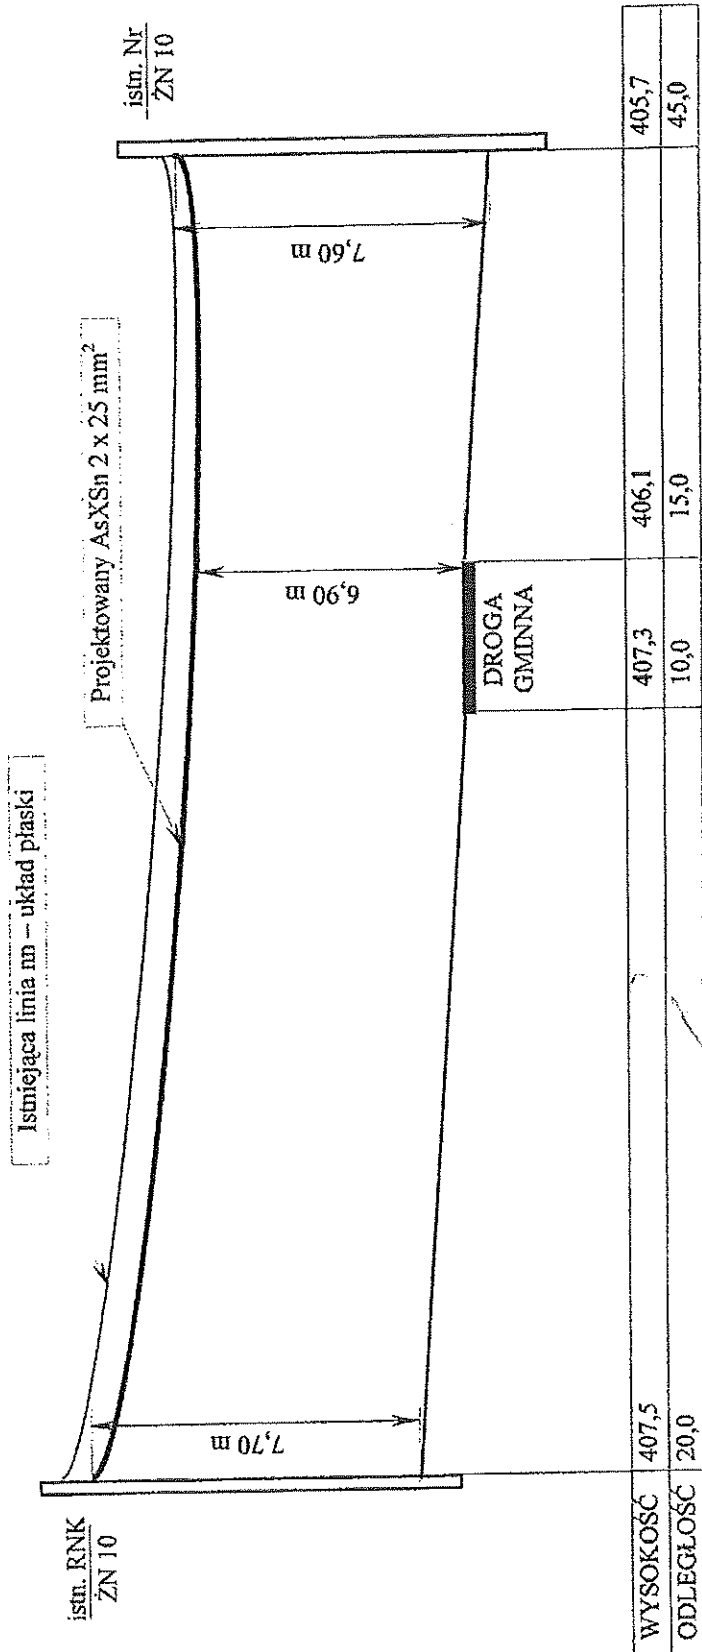 Istniejąca linia nn – układ płaski
Projektowany AsXSn 2 x 25 mm²
istn. RNK
ŻN 10
istn. Nr
ŻN 10
7,70 m
6,90 m
7,60 m
DROGA
GMINNA
WYSOKOŚĆ 407,5 407,3 406,1 405,7
ODLEGŁOŚĆ 20,0 10,0 15,0 45,0